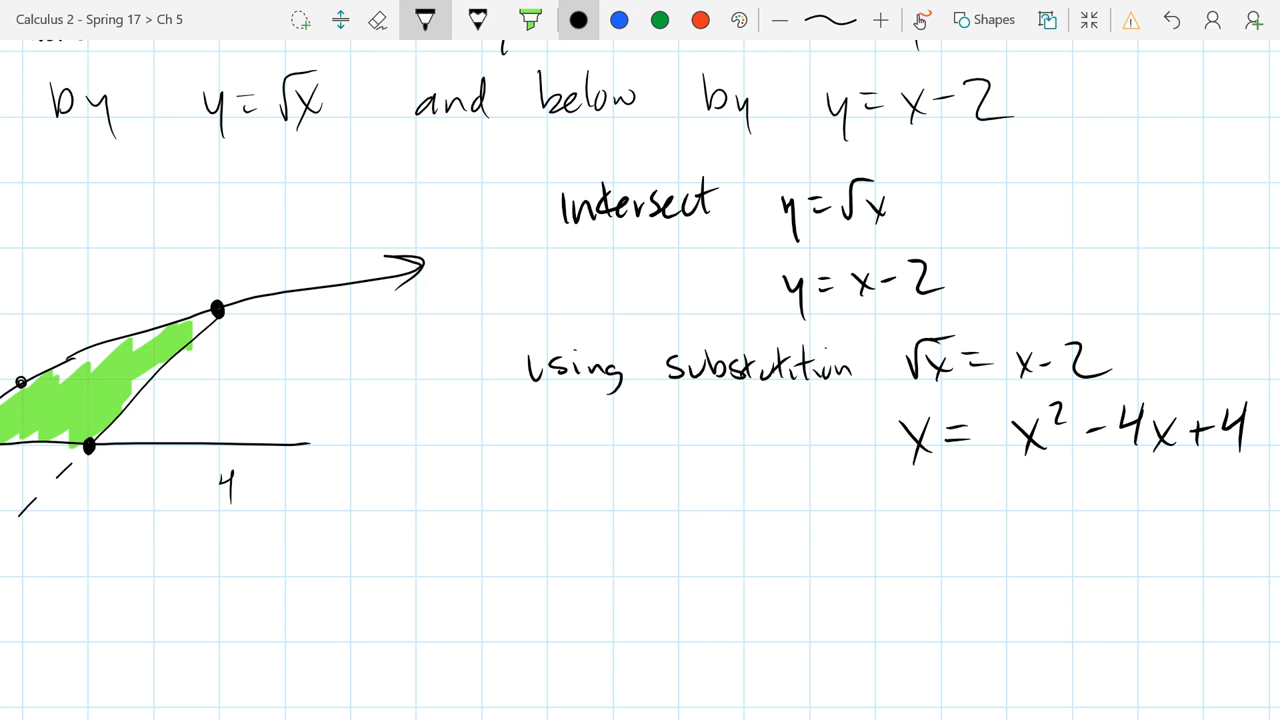 Calculus 2 - Spring 17 > Ch 5
Shapes
by y = √x and below by y = x - 2
Intersect y = √x
y = x - 2
using substitution √x = x - 2
x = x² - 4x + 4
4